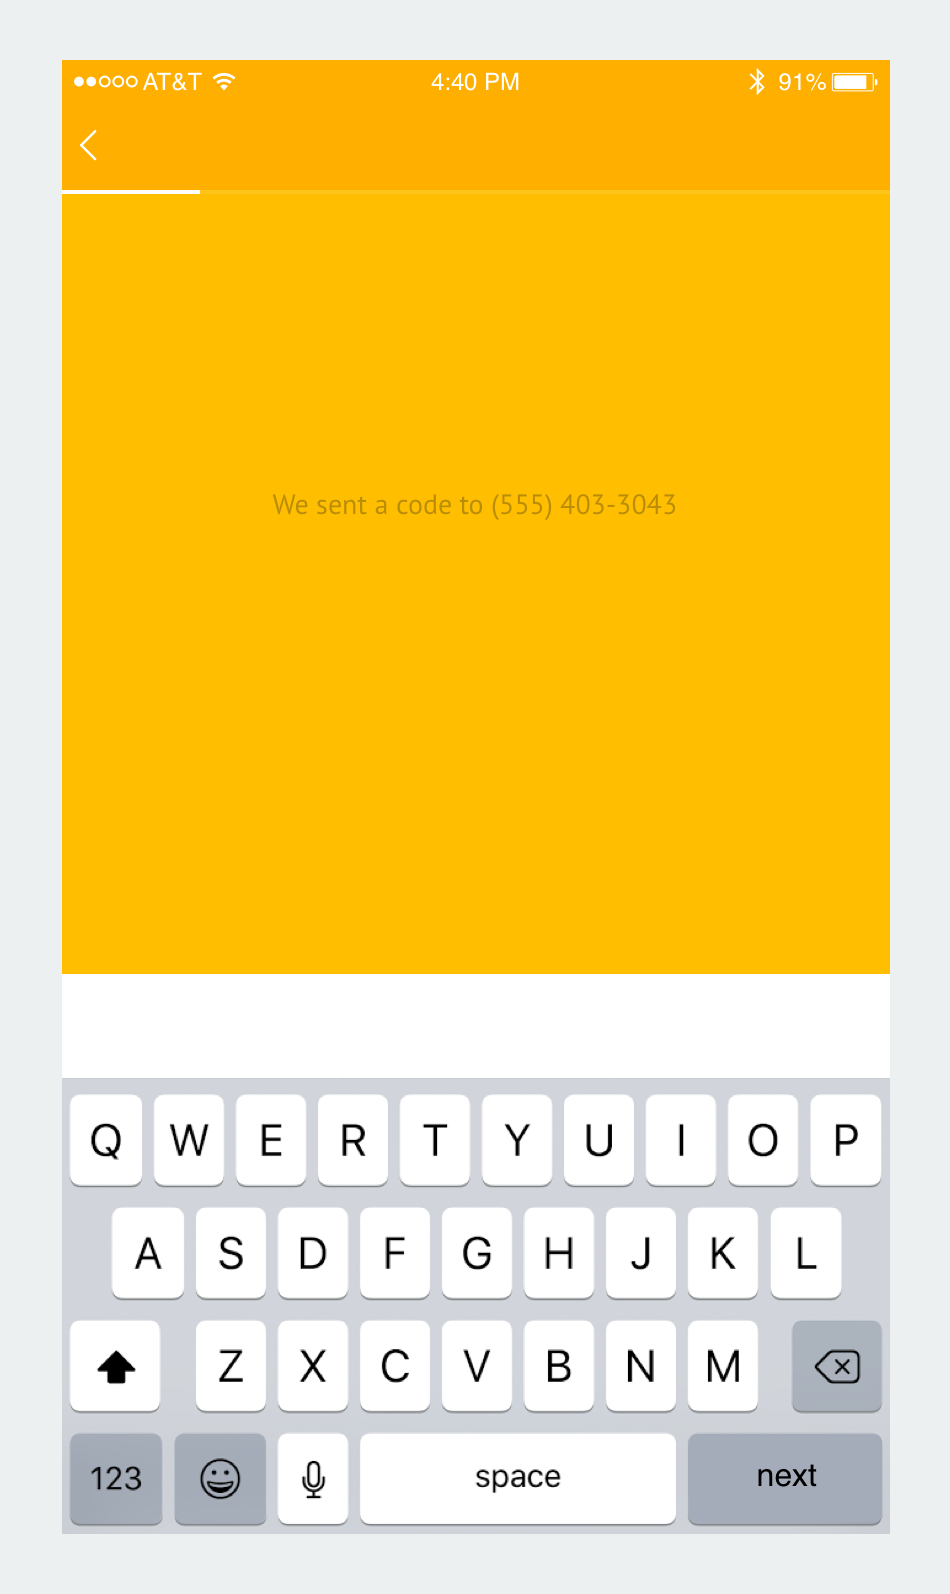 AT&T 4:40 PM 91%
We sent a code to (555) 403-3043
Q W E R T Y U I O P
A S D F G H J K L
Z X C V B N M
123 space next